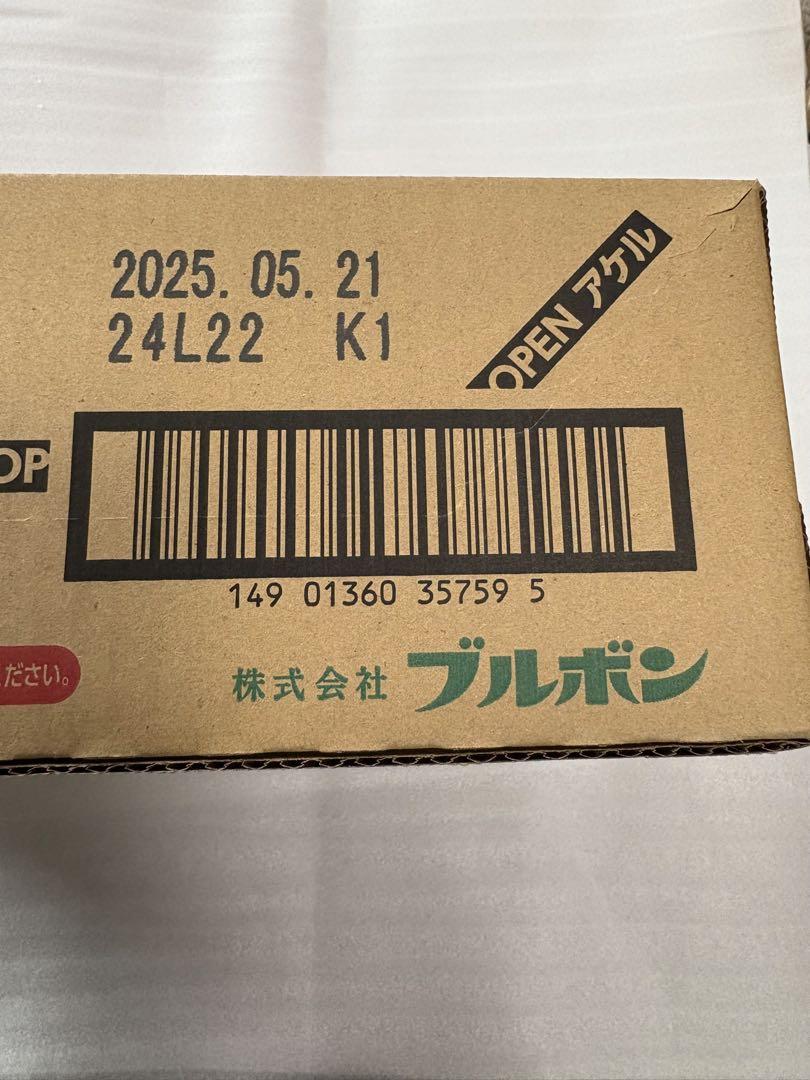 2025.05.21
24L22 K1
OPEN アケル
OP
149 01360 35759 5
ださい。
株式会社 ブルボン